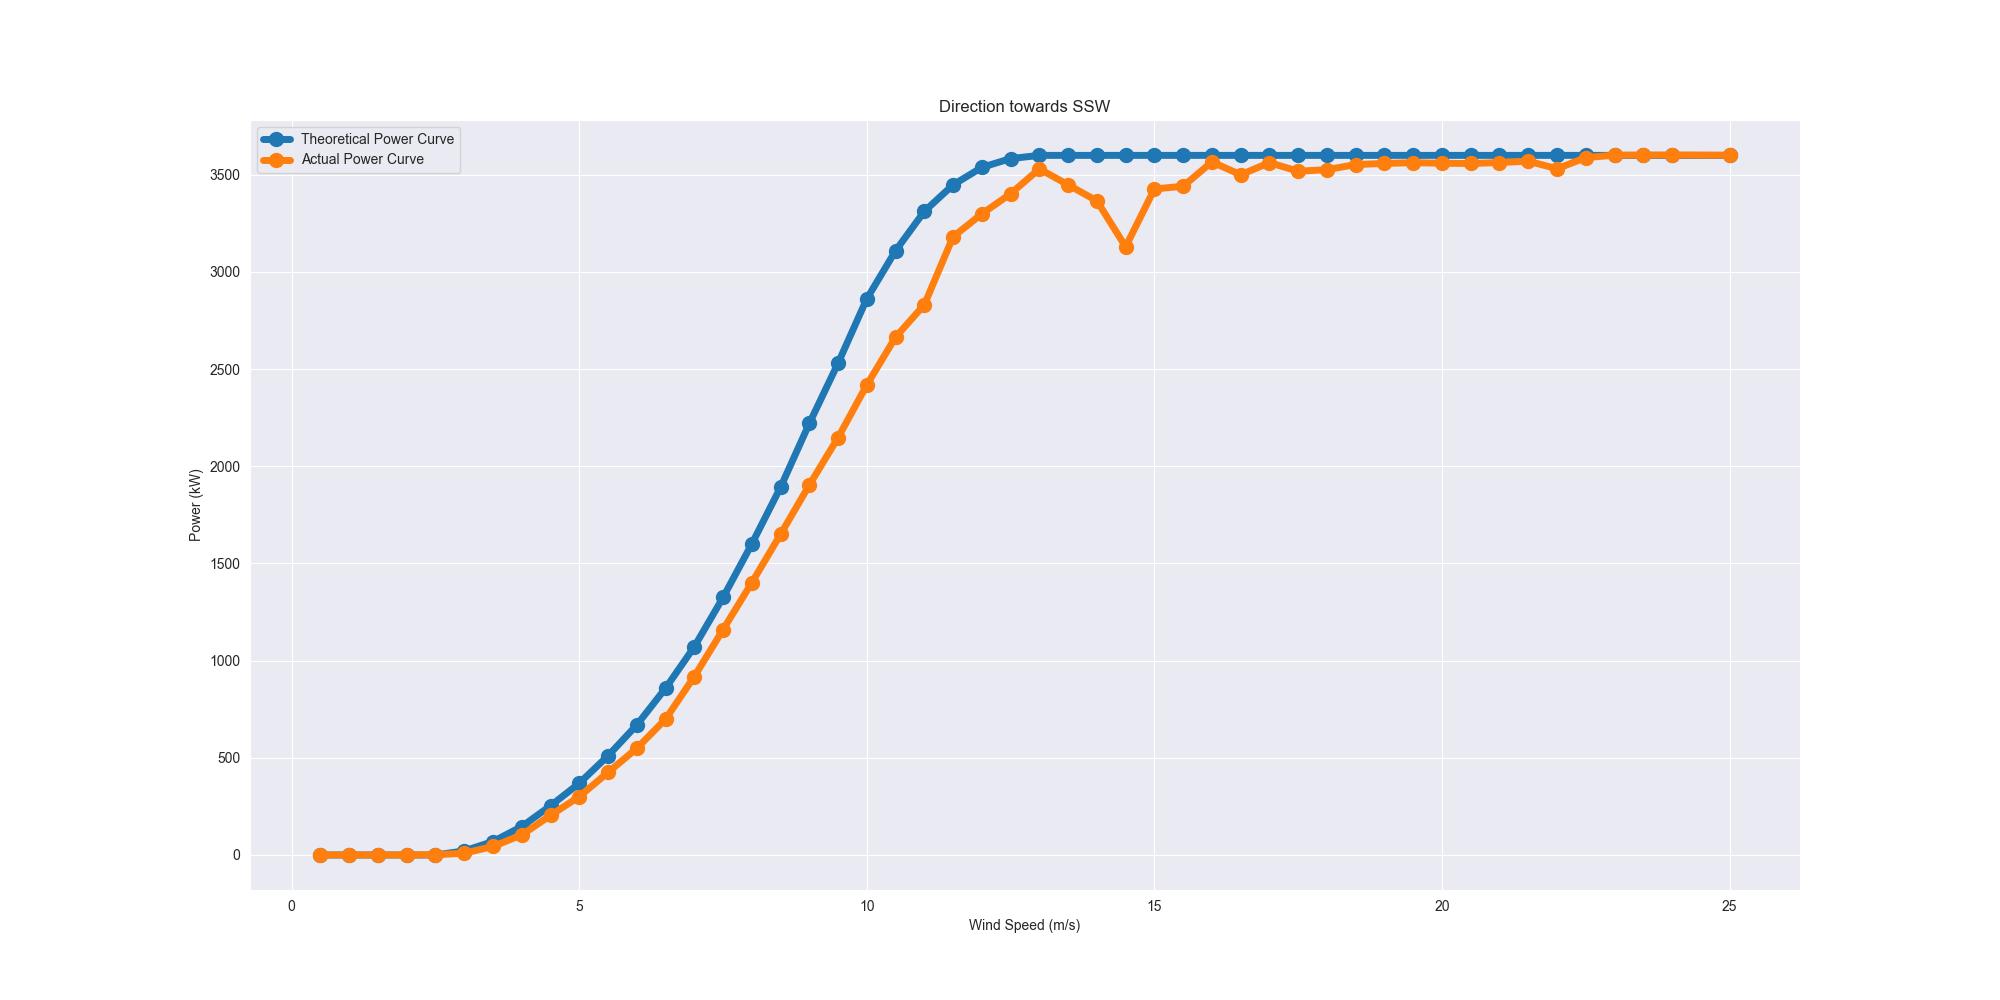 Direction towards SSW
Theoretical Power Curve
Actual Power Curve
3500
3000
2500
2000
1500
1000
500
0
Power (kW)
0 5 10 15 20 25
Wind Speed (m/s)